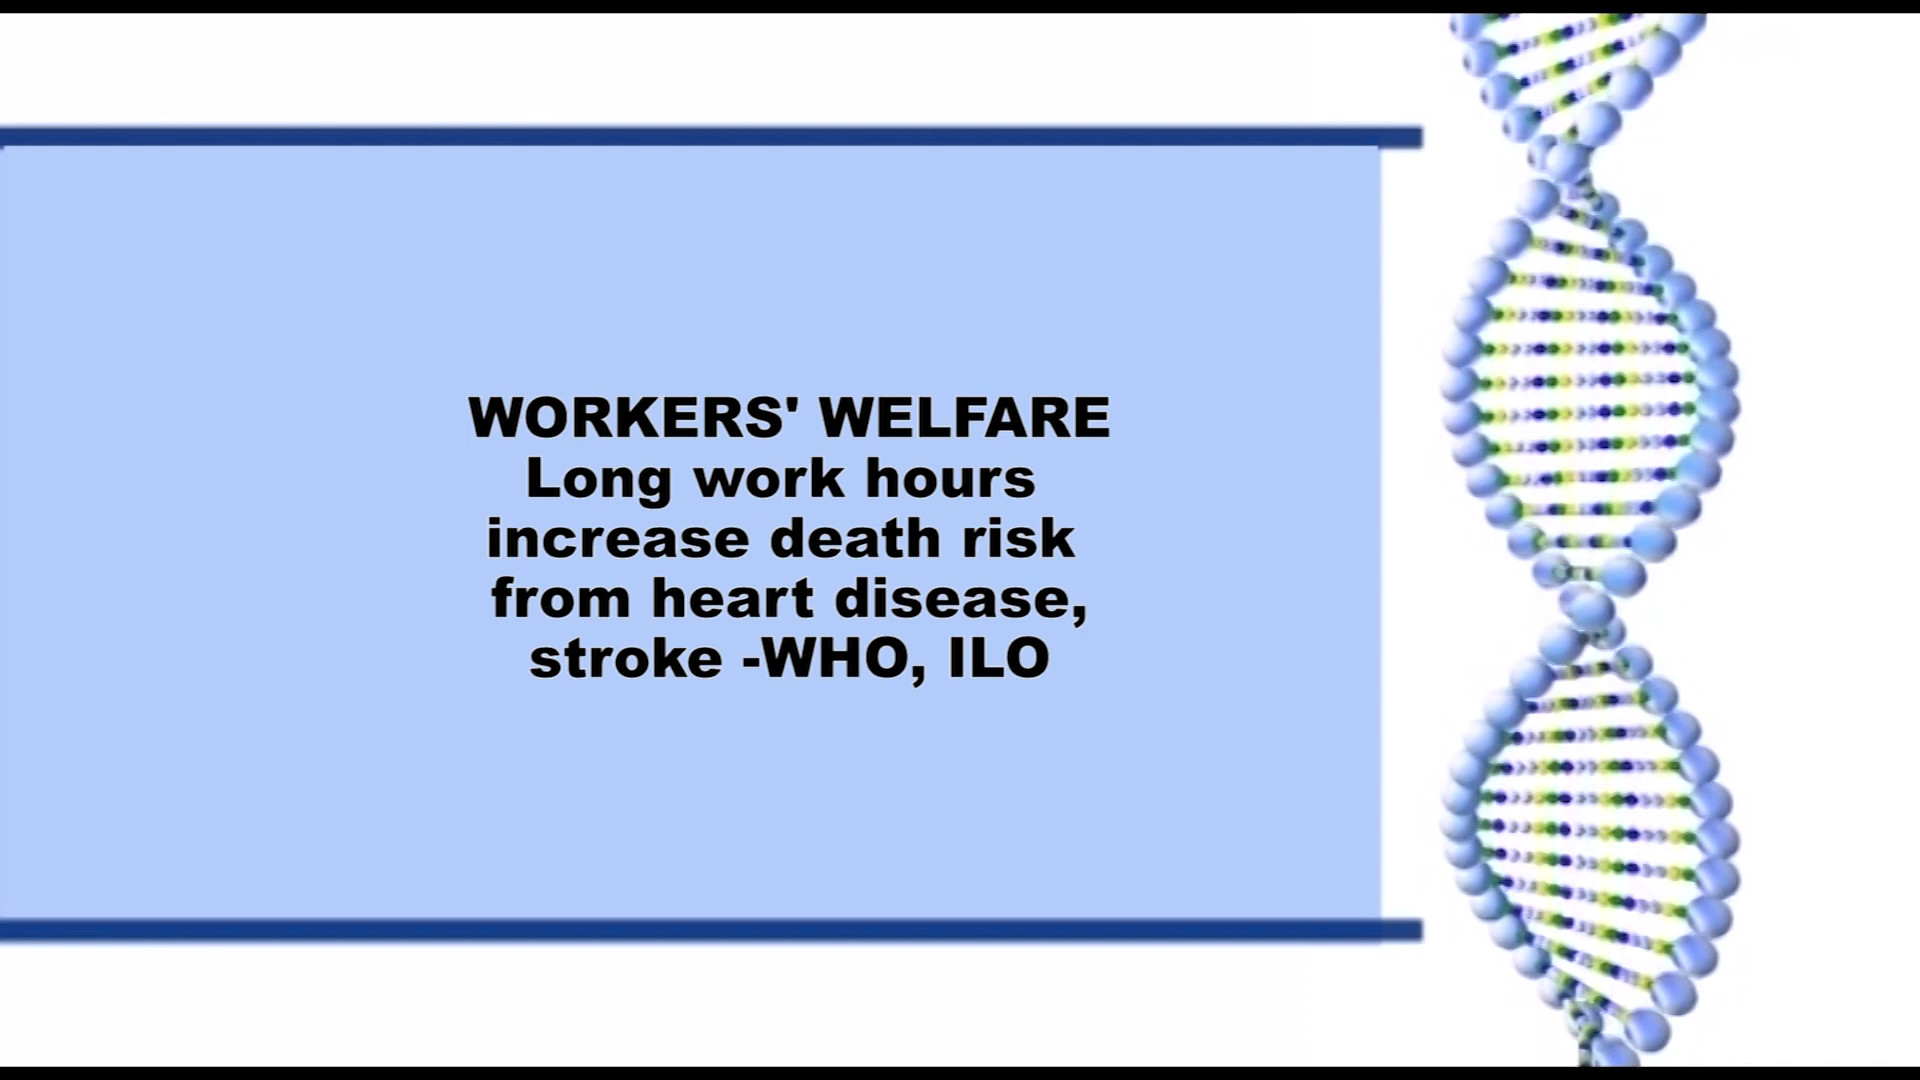 WORKERS' WELFARE
Long work hours
increase death risk
from heart disease,
stroke -WHO, ILO